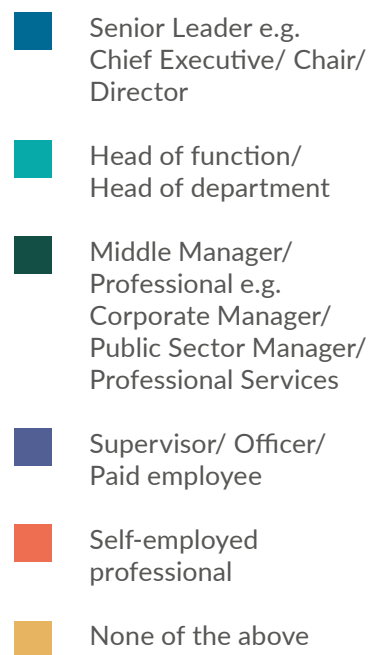 Senior Leader e.g.
Chief Executive/ Chair/
Director
Head of function/
Head of department
Middle Manager/
Professional e.g.
Corporate Manager/
Public Sector Manager/
Professional Services
Supervisor/ Officer/
Paid employee
Self-employed
professional
None of the above